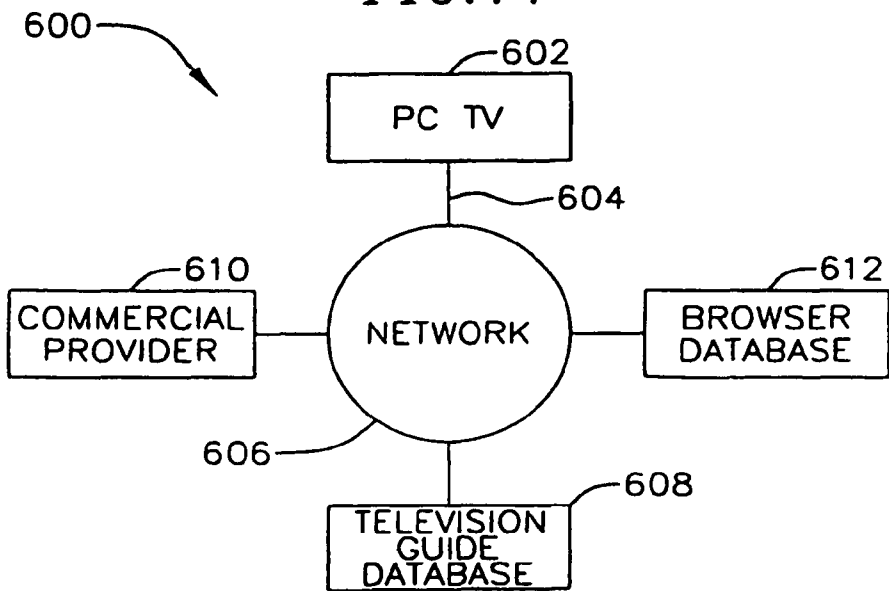 600
602
PC TV
604
610
612
COMMERCIAL
PROVIDER
NETWORK
BROWSER
DATABASE
606
608
TELEVISION
GUIDE
DATABASE